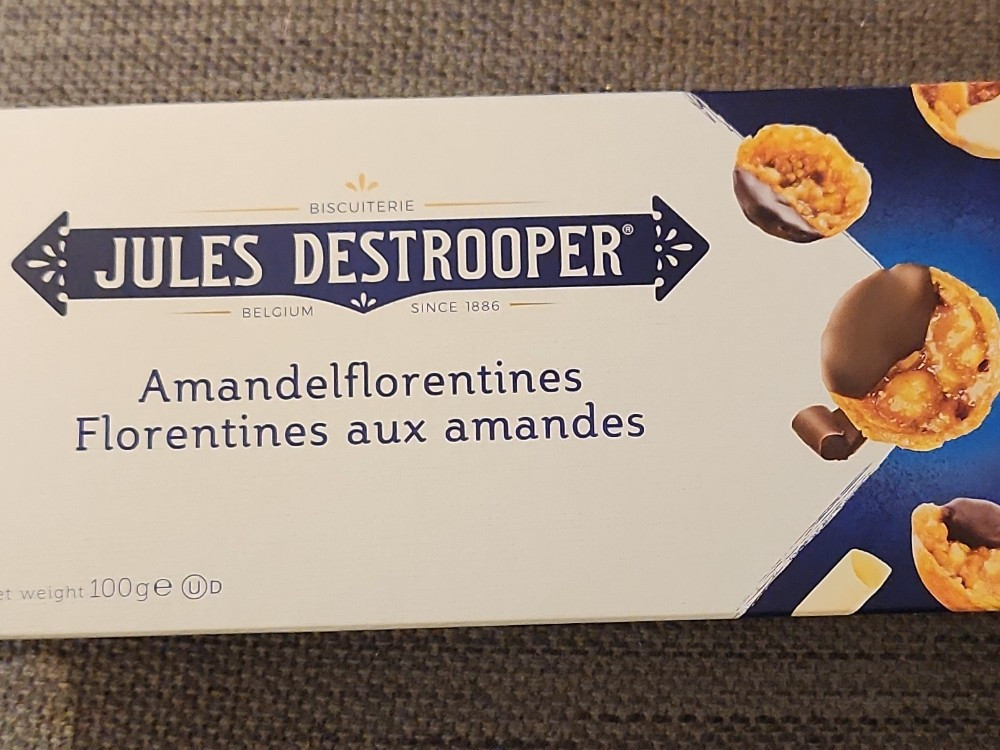 BISCUITERIE
JULES DESTROOPER®
BELGIUM SINCE 1886
Amandelflorentines
Florentines aux amandes
weight 100g℮ ⓊD